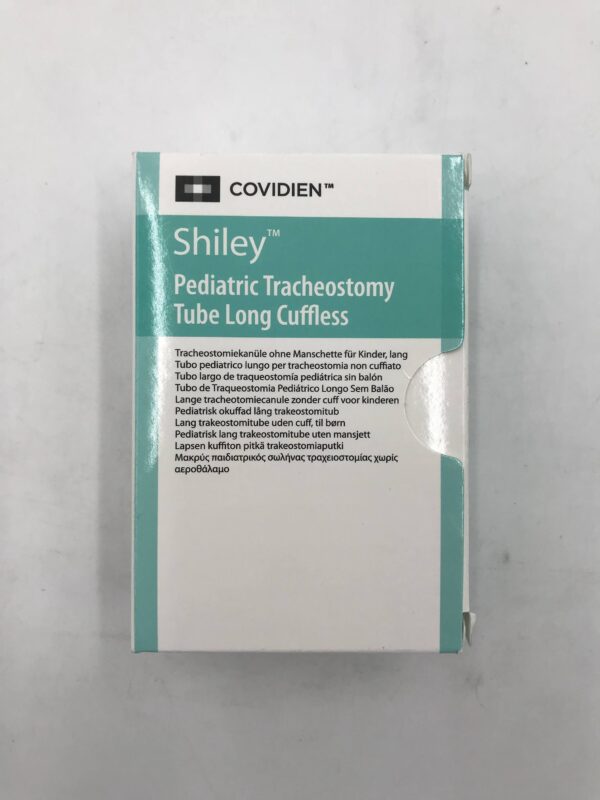 COVIDIEN™
Shiley™
Pediatric Tracheostomy
Tube Long Cuffless
Tracheostomiekanüle ohne Manschette für Kinder, lang
Tubo pediatrico lungo per tracheostomia non cuffiato
Tubo largo de traqueostomía pediátrica sin balón
Tubo de Traqueostomia Pediátrico Longo Sem Balão
Lange tracheotomiecanule zonder cuff voor kinderen
Pediatrisk okuffad lång trakeostomitub
Lang trakeostomitube uden cuff, til børn
Pediatrisk lang trakeostomitube uten mansjett
Lapsen kuffiton pitkä trakeostomiaputki
Μακρύς παιδιατρικός σωλήνας τραχειοστομίας χωρίς
αεροθάλαμο